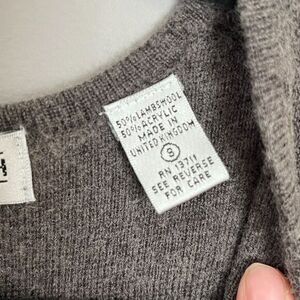 50% LAMBSWOOL
50% ACRYLIC
MADE IN
UNITED KINGDOM
S
RN 13711
SEE REVERSE
FOR CARE